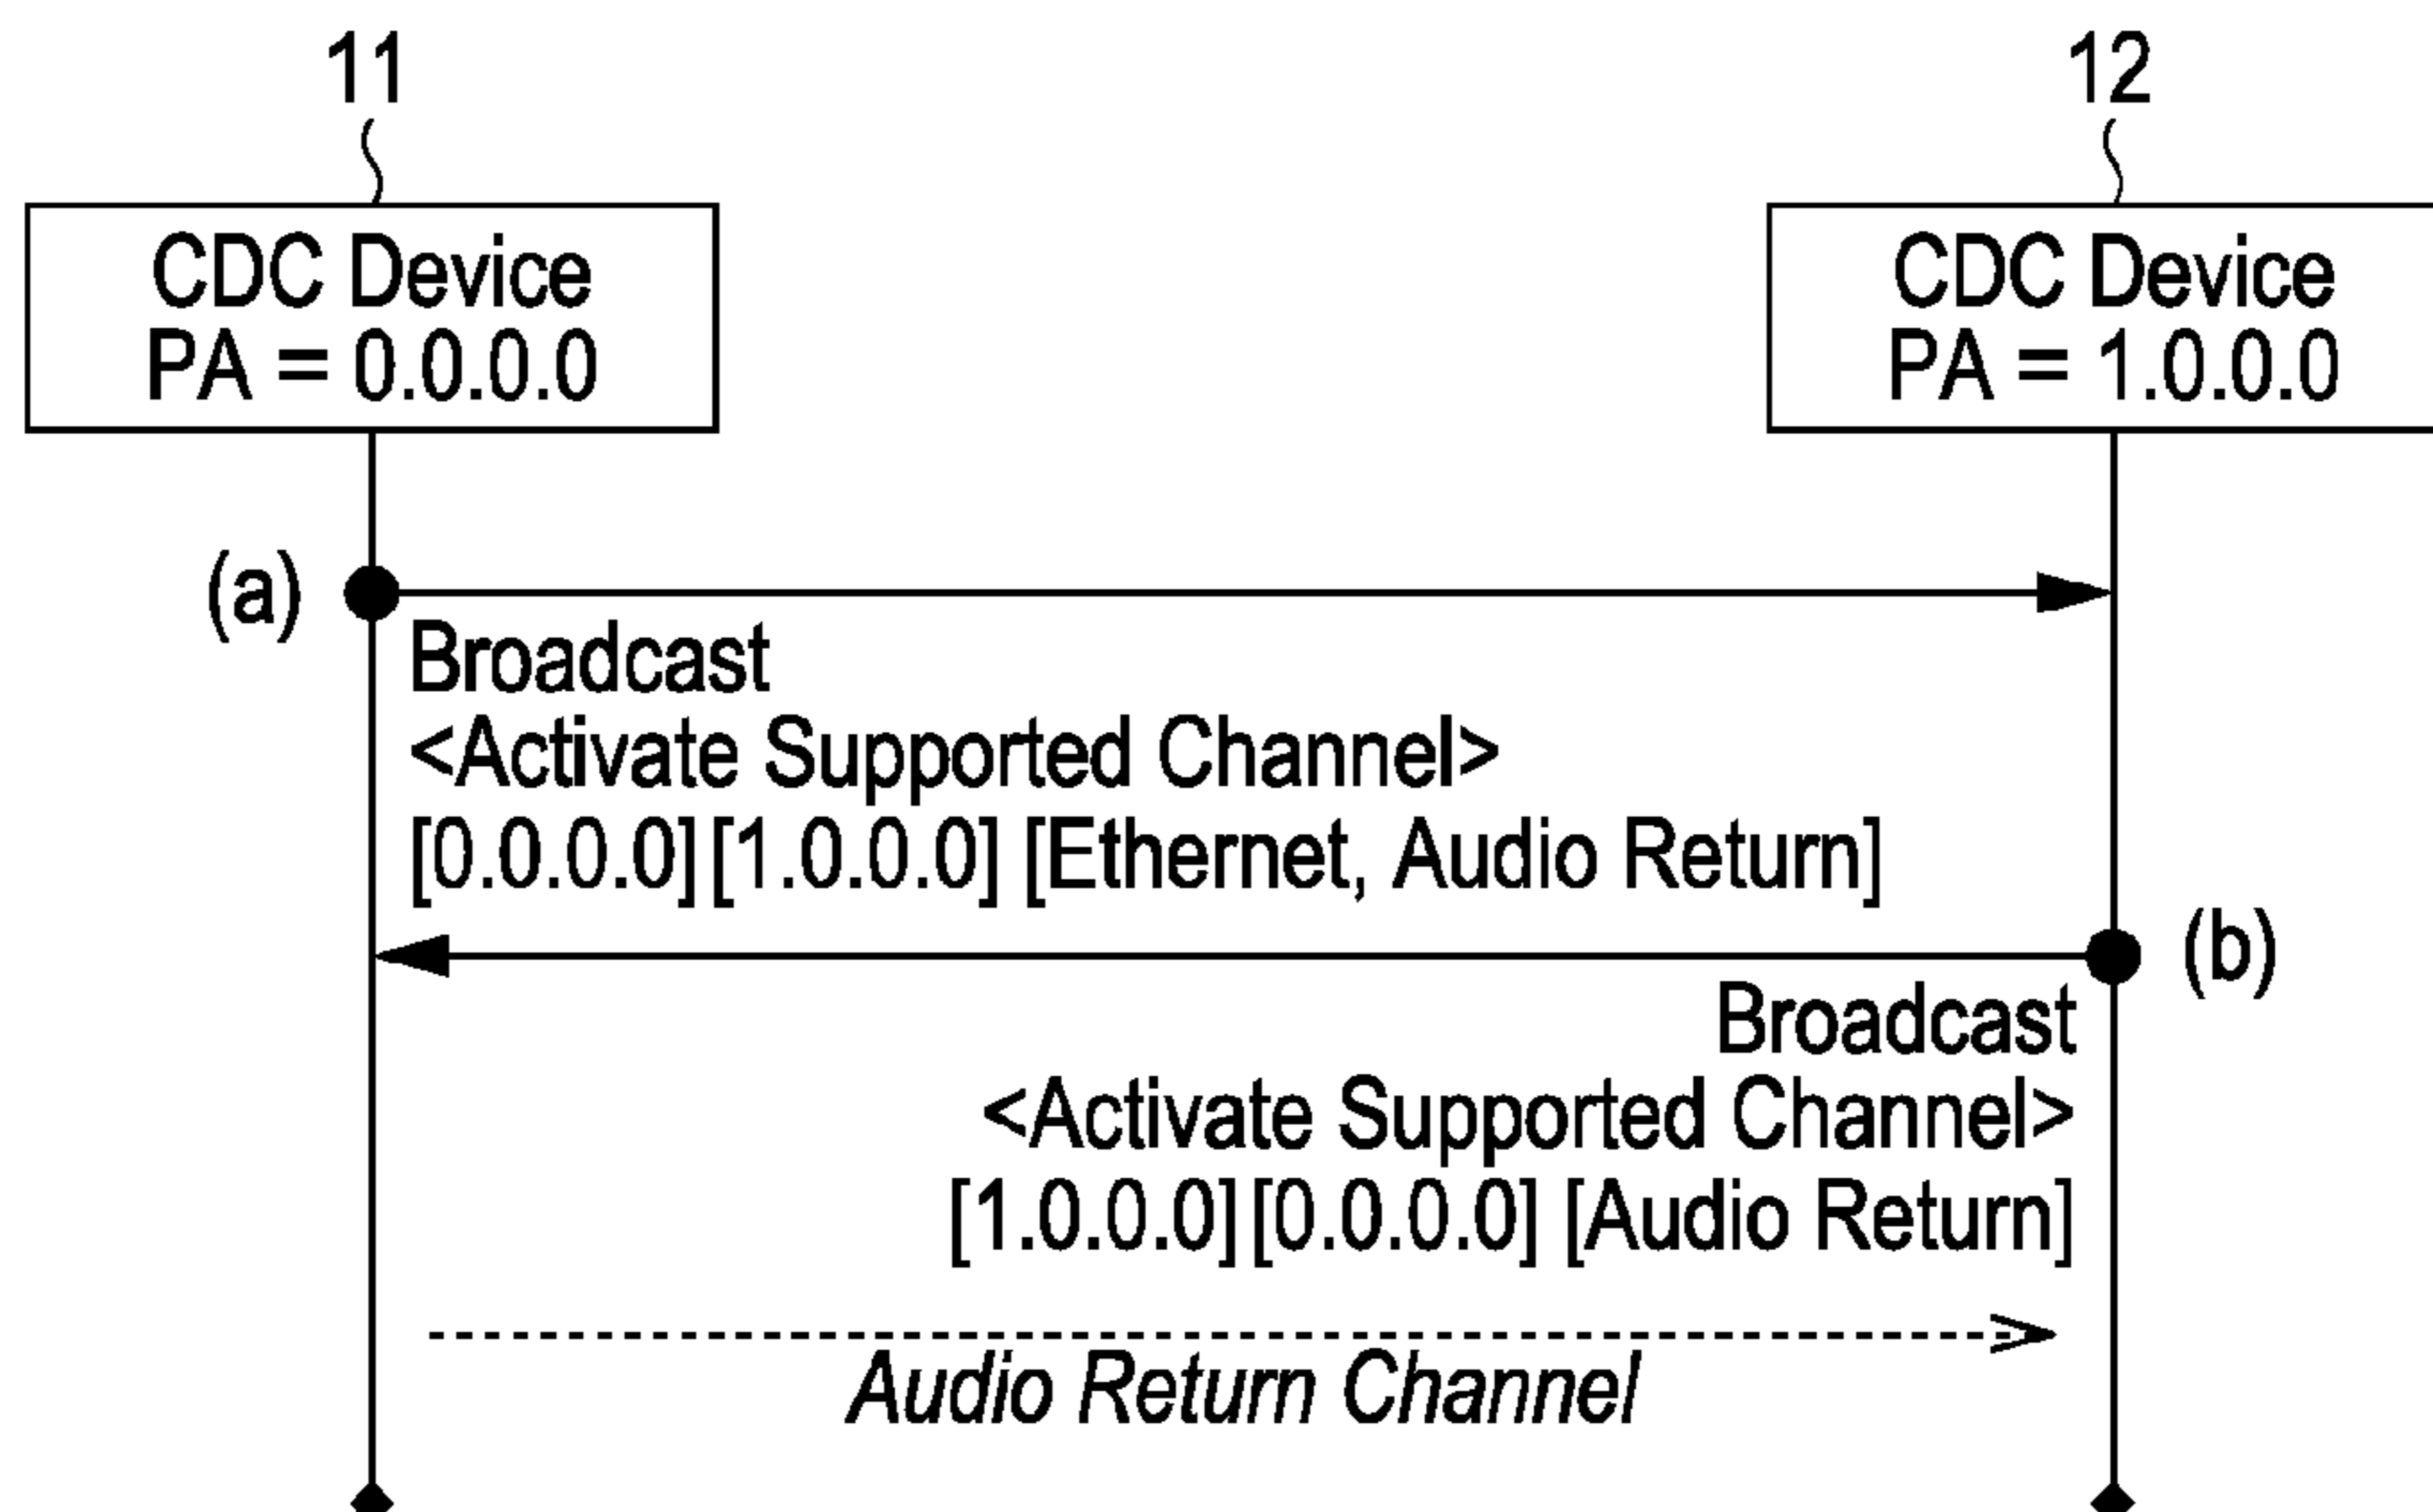 11
12
CDC Device
PA = 0.0.0.0
CDC Device
PA = 1.0.0.0
(a)
Broadcast
<Activate Supported Channel>
[0.0.0.0] [1.0.0.0] [Ethernet, Audio Return]
(b)
Broadcast
<Activate Supported Channel>
[1.0.0.0] [0.0.0.0] [Audio Return]
Audio Return Channel